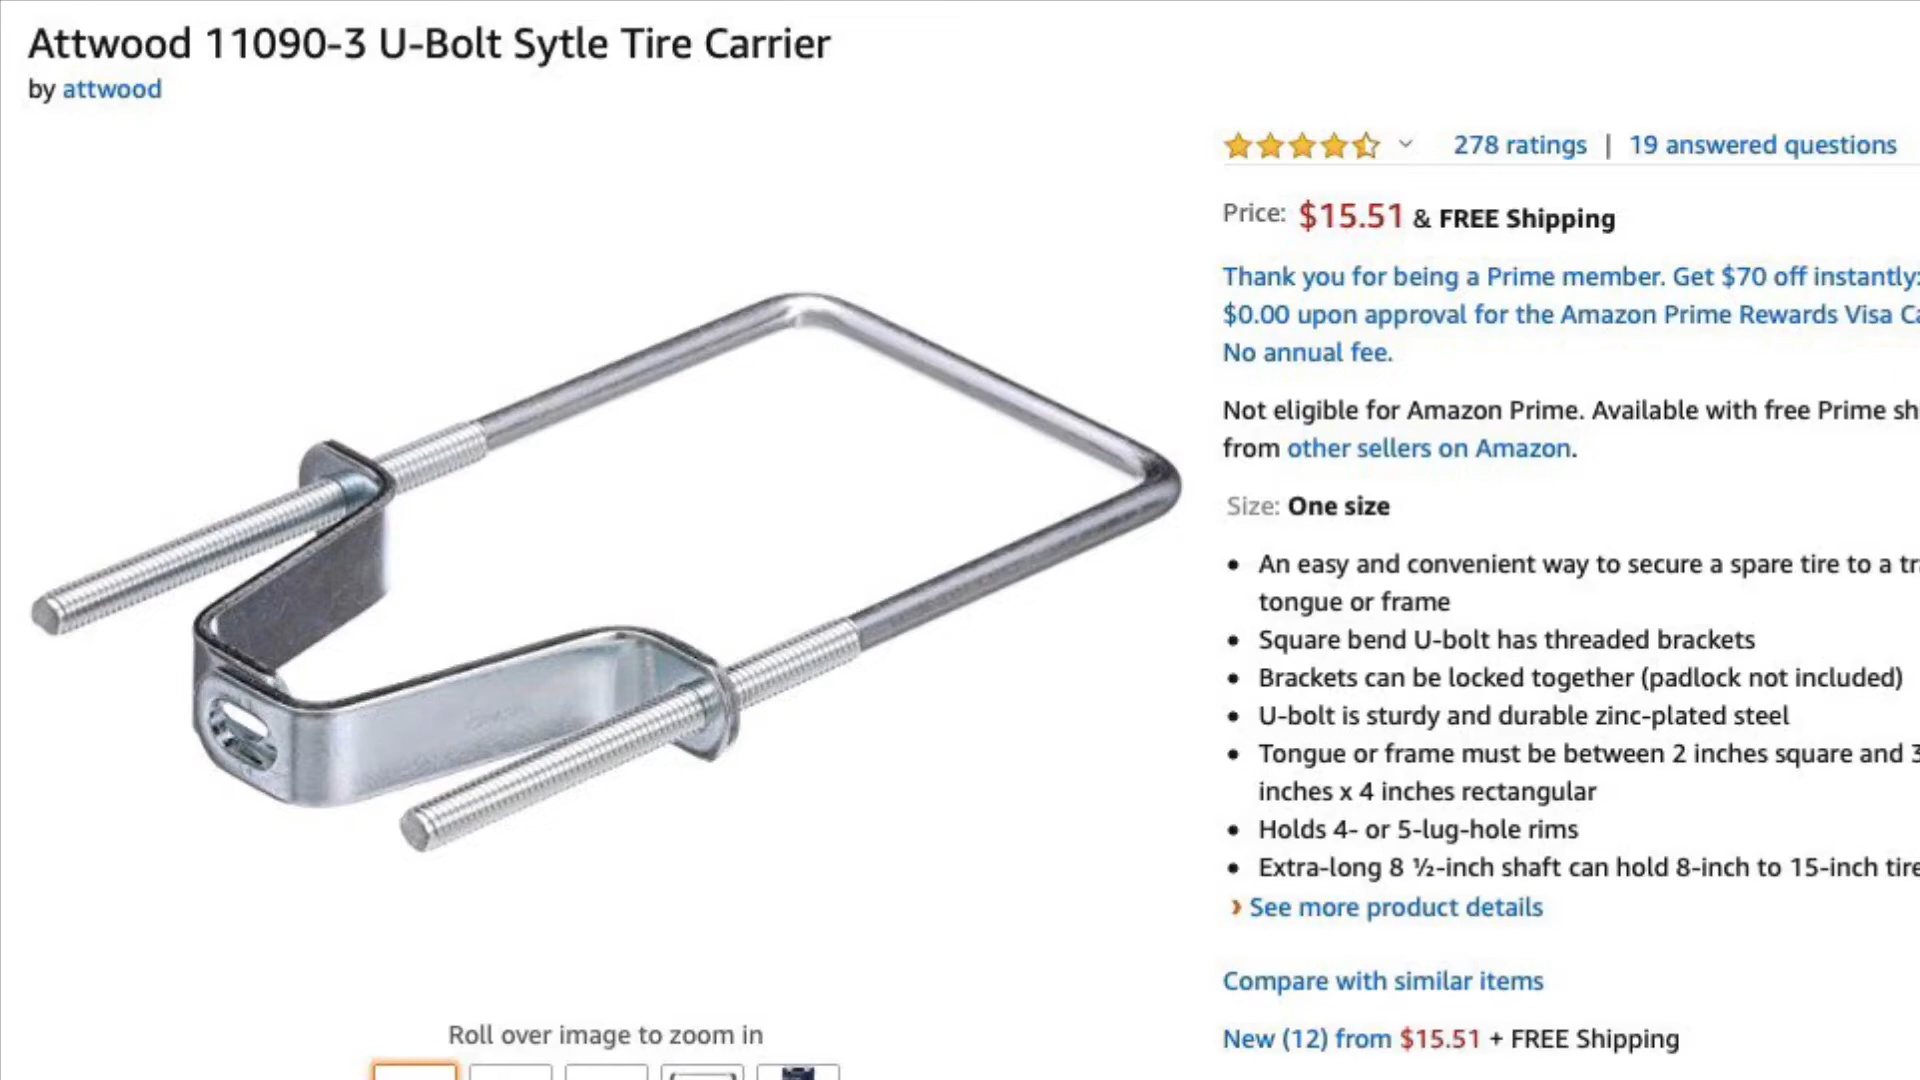 Attwood 11090-3 U-Bolt Sytle Tire Carrier
by attwood
278 ratings | 19 answered questions
Price: $15.51 & FREE Shipping
Thank you for being a Prime member. Get $70 off instantly:
$0.00 upon approval for the Amazon Prime Rewards Visa
No annual fee.
Not eligible for Amazon Prime. Available with free Prime
from other sellers on Amazon.
Size: One size
An easy and convenient way to secure a spare tire to a
tongue or frame
Square bend U-bolt has threaded brackets
Brackets can be locked together (padlock not included)
U-bolt is sturdy and durable zinc-plated steel
Tongue or frame must be between 2 inches square and 3
inches x 4 inches rectangular
Holds 4- or 5-lug-hole rims
Extra-long 8 ½-inch shaft can hold 8-inch to 15-inch tire
› See more product details
Compare with similar items
Roll over image to zoom in
New (12) from $15.51 + FREE Shipping